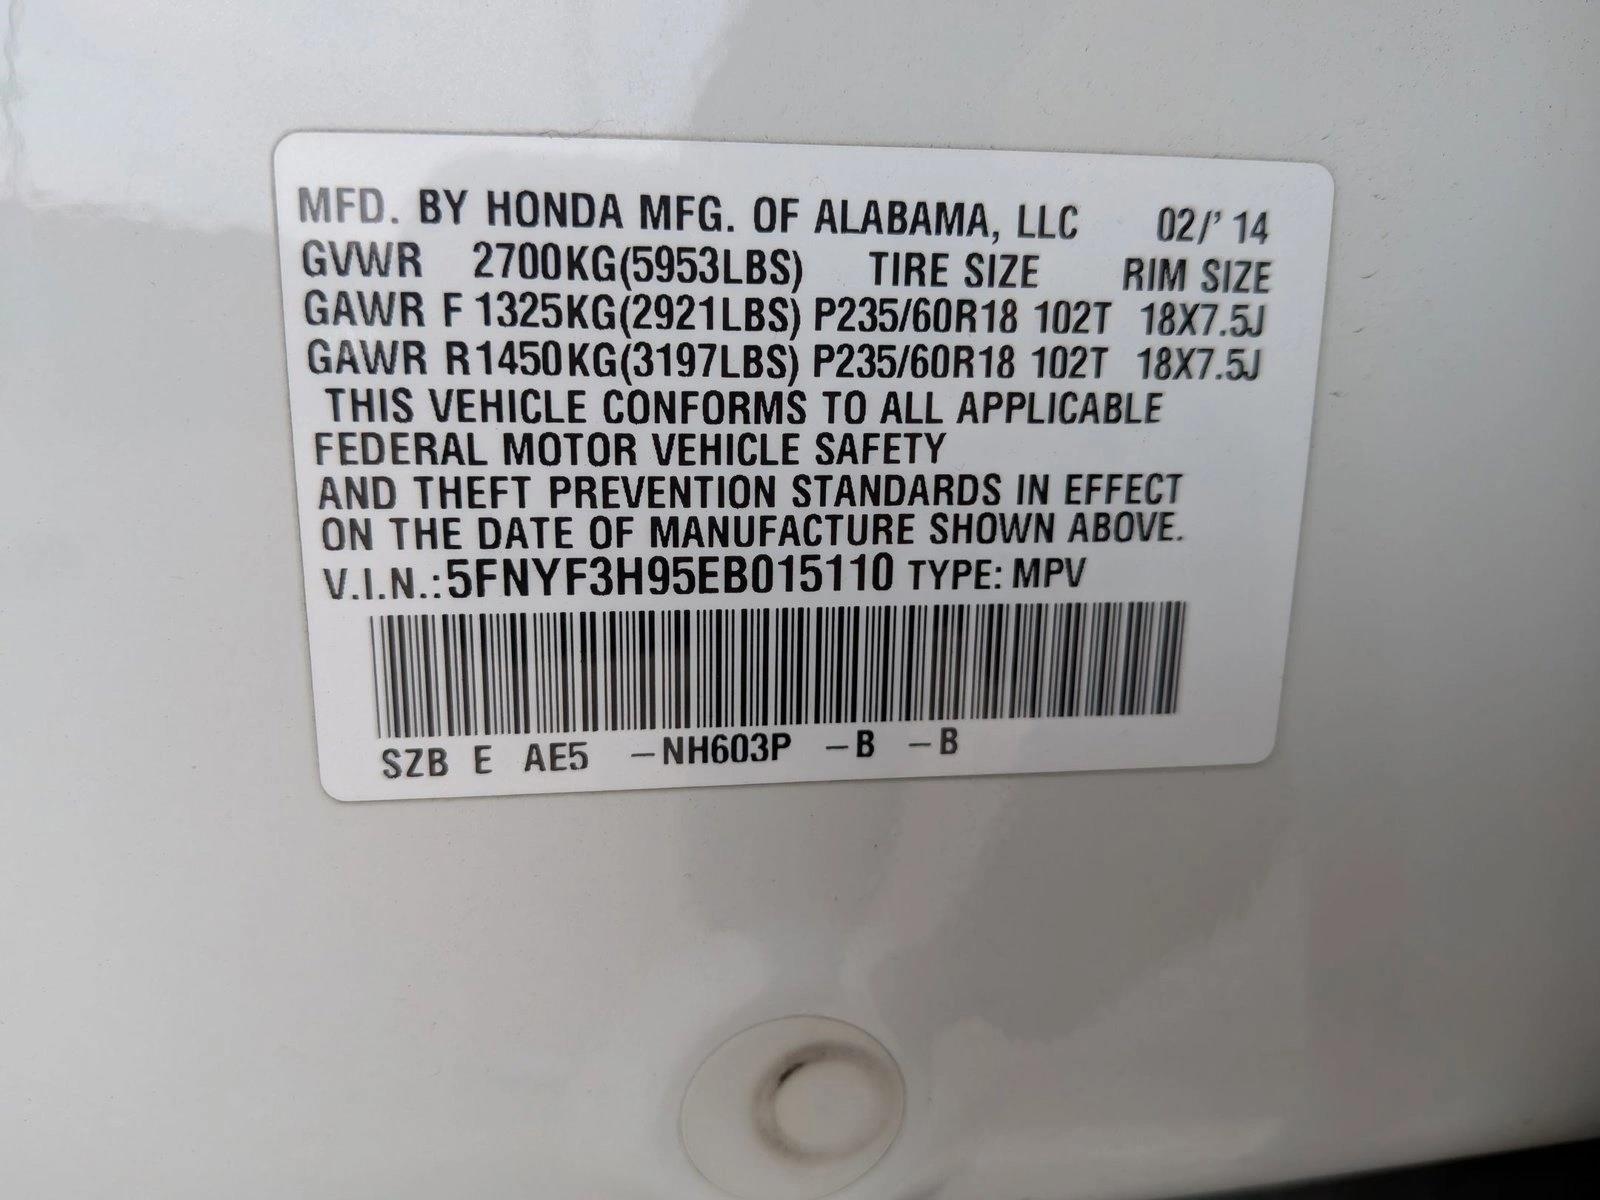 MFD. BY HONDA MFG. OF ALABAMA, LLC 02/' 14
GVWR 2700KG(5953LBS) TIRE SIZE RIM SIZE
GAWR F 1325KG(2921LBS) P235/60R18 102T 18X7.5J
GAWR R1450KG(3197LBS) P235/60R18 102T 18X7.5J
THIS VEHICLE CONFORMS TO ALL APPLICABLE
FEDERAL MOTOR VEHICLE SAFETY
AND THEFT PREVENTION STANDARDS IN EFFECT
ON THE DATE OF MANUFACTURE SHOWN ABOVE.
V.I.N.:5FNYF3H95EB015110 TYPE: MPV
SZB E AE5 –NH603P –B –B